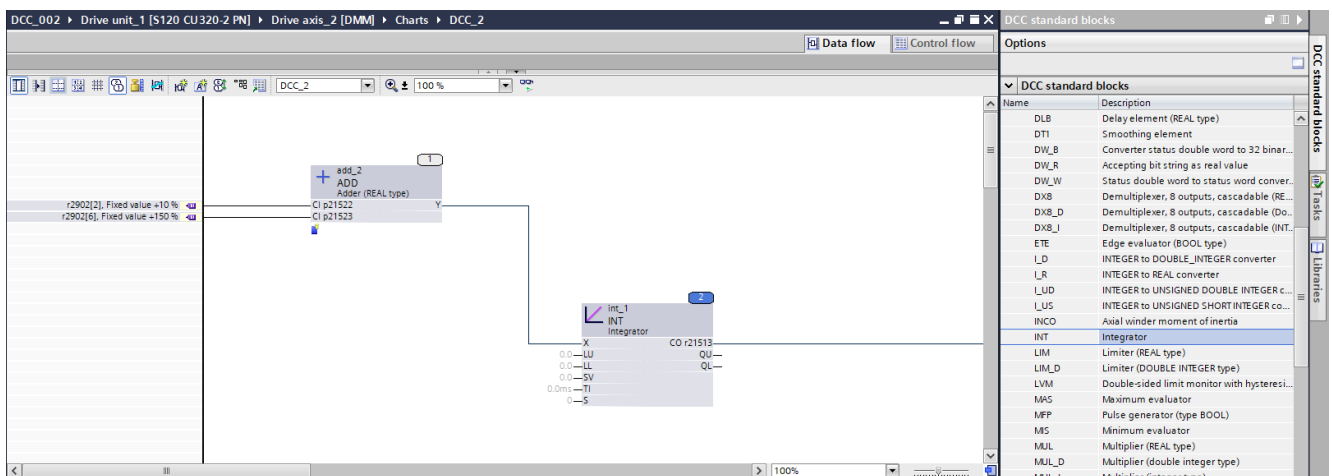 DCC_002 ▸ Drive unit_1 [S120 CU320-2 PN] ▸ Drive axis_2 [DMM] ▸ Charts ▸ DCC_2
DCC standard blocks
Data flow
Control flow
Options
DCC_2
100 %
DCC standard blocks
Name Description
DLB Delay element (REAL type)
DT1 Smoothing element
DW_B Converter status double word to 32 binar...
DW_R Accepting bit string as real value
DW_W Status double word to status word conver..
DX8 Demultiplexer, 8 outputs, cascadable (RE...
DX8_D Demultiplexer, 8 outputs, cascadable (Do..
DX8_I Demultiplexer, 8 outputs, cascadable (INT..
ETE Edge evaluator (BOOL type)
I_D INTEGER to DOUBLE_INTEGER converter
I_R INTEGER to REAL converter
I_UD INTEGER to UNSIGNED DOUBLE INTEGER c...
I_US INTEGER to UNSIGNED SHORT INTEGER co...
INCO Axial winder moment of inertia
INT Integrator
LIM Limiter (REAL type)
LIM_D Limiter (DOUBLE INTEGER type)
LVM Double-sided limit monitor with hysteresi...
MAS Maximum evaluator
MFP Pulse generator (type BOOL)
MIS Minimum evaluator
MUL Multiplier (REAL type)
MUL_D Multiplier (double integer type)
DCC standard blocks
Tasks
Libraries
1
add_2
ADD
Adder (REAL type)
r2902[2], Fixed value +10 %
CI p21522 Y
r2902[6], Fixed value +150 %
CI p21523
2
int_1
INT
Integrator
X CO r21513
0.0 LU QU
0.0 LL QL
0.0 SV
0.0ms TI
0 S
100%